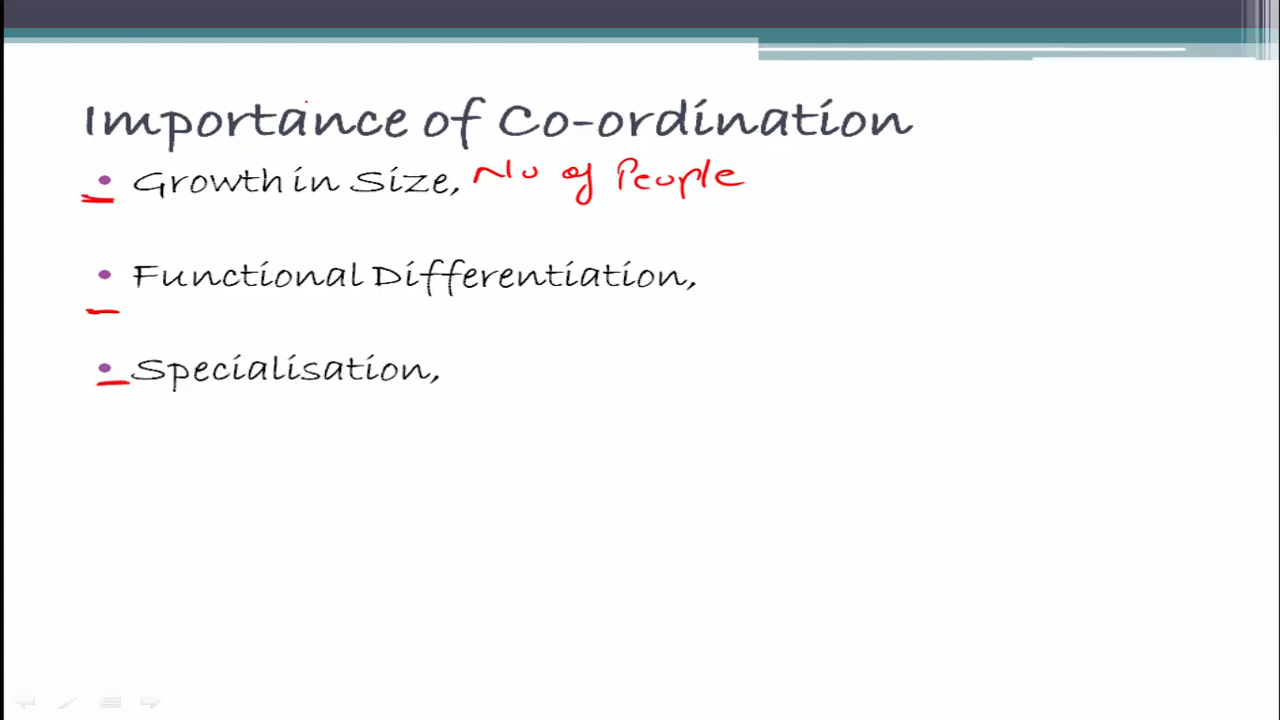 Importance of Co-ordination
• Growth in Size, No of People
• Functional Differentiation,
• Specialisation,